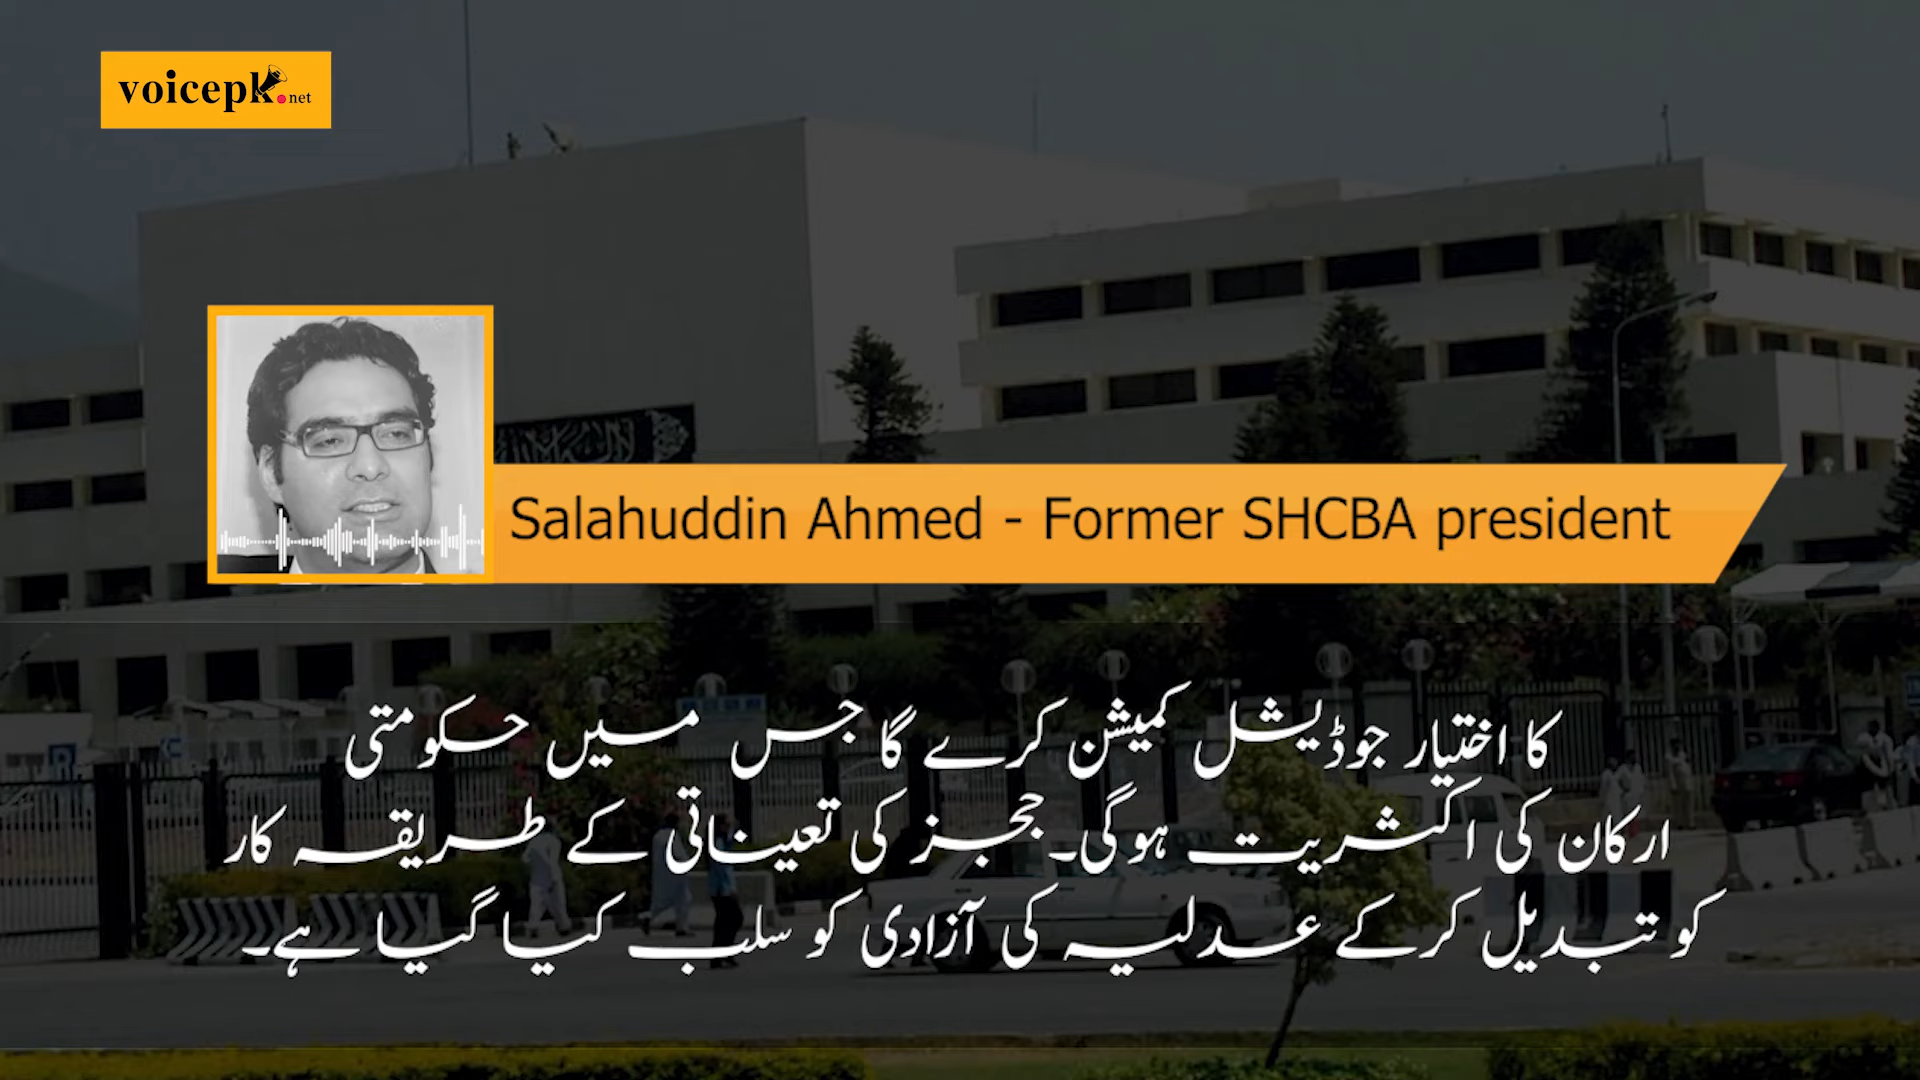 voicepk.net
Salahuddin Ahmed - Former SHCBA president
کا اختیار جوڈیشل کمیشن کرے گا جس میں حکومتی
ارکان کی اکثریت ہوگی۔ ججز کی تعیناتی کے طریقہ کار
کو تبدیل کرکے عدلیہ کی آزادی کو سلب کیا گیا ہے۔